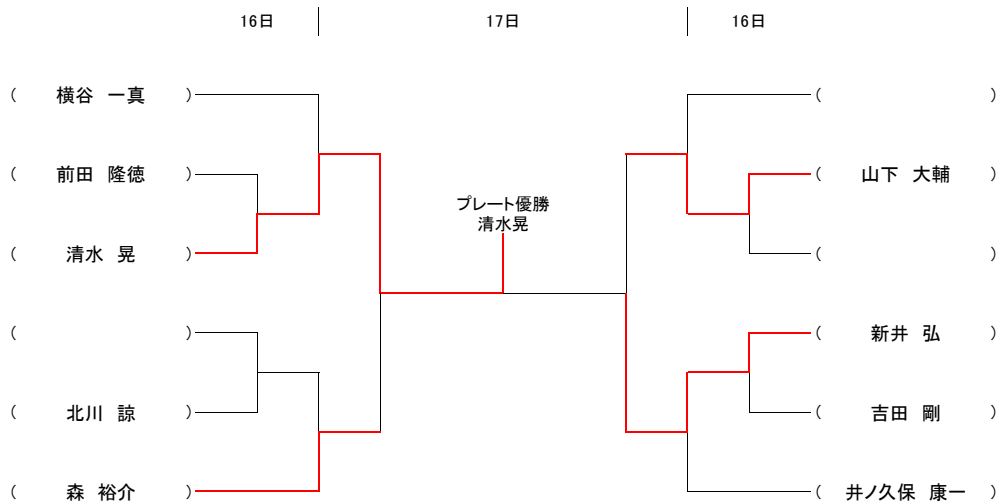 16日 17日 16日
( 横谷 一真 ) ( )
( 前田 隆徳 ) ( 山下 大輔 )
プレート優勝
清水晃
( 清水 晃 ) ( )
( ) ( 新井 弘 )
( 北川 諒 ) ( 吉田 剛 )
( 森 裕介 ) ( 井ノ久保 康一 )